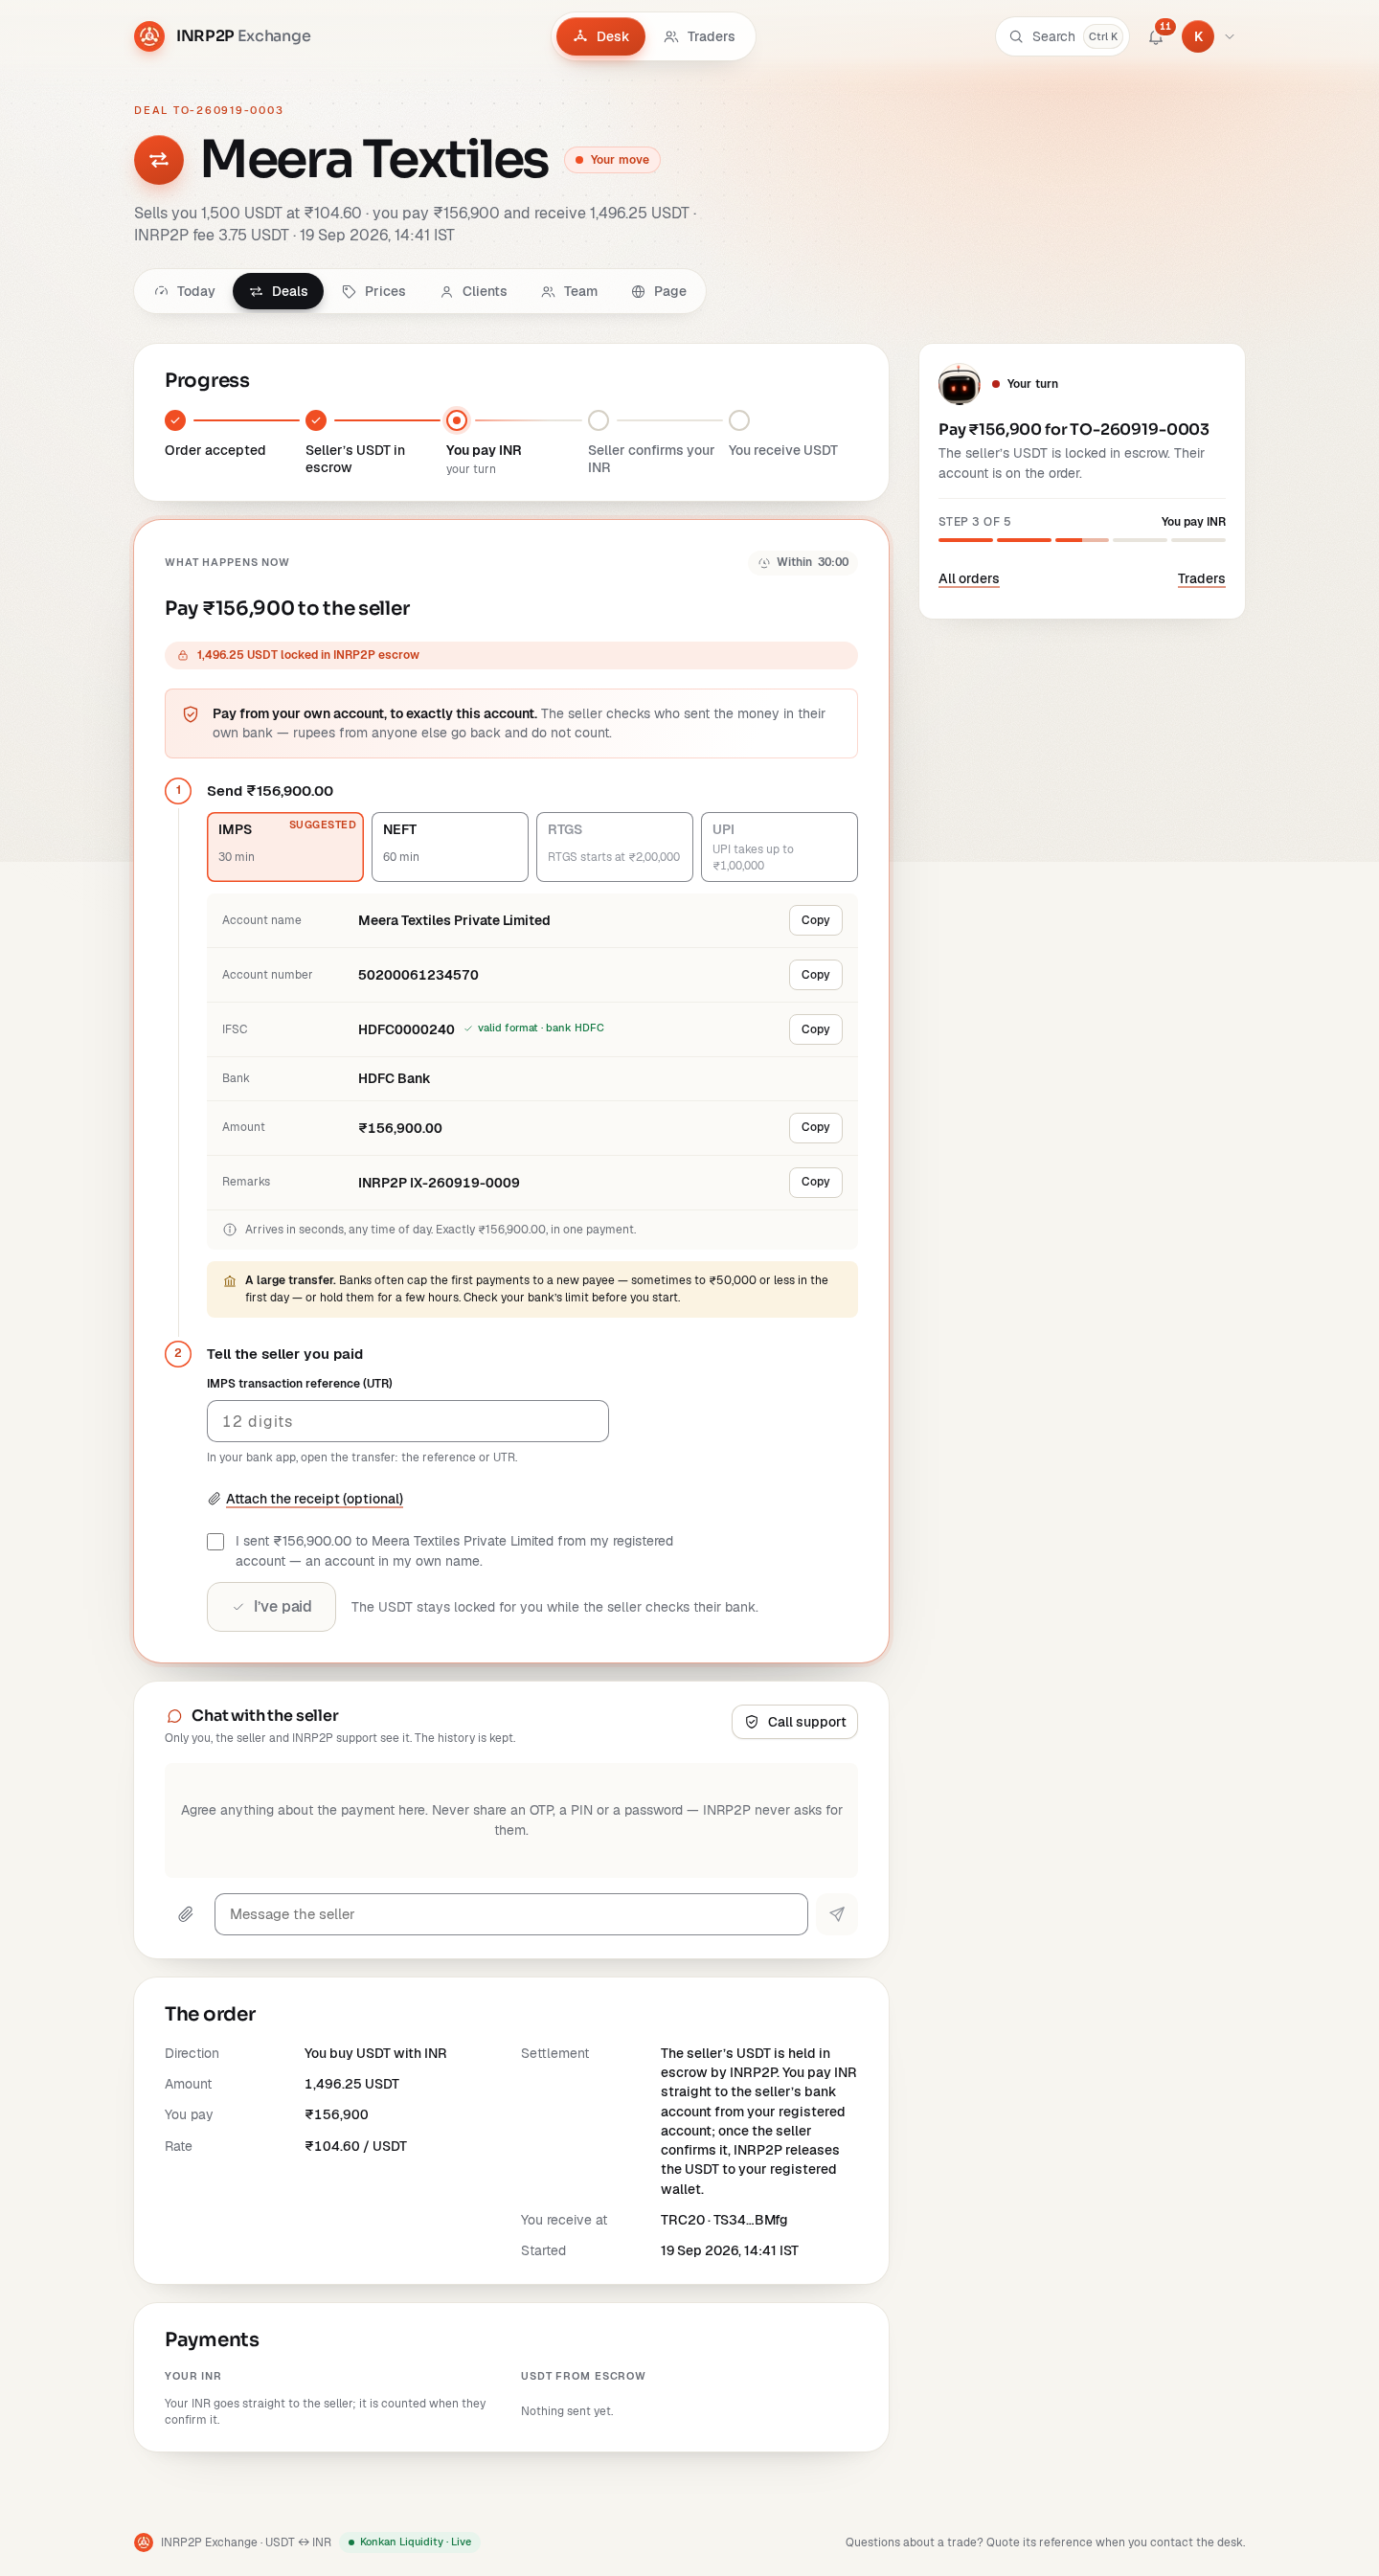 INRP2P Exchange
Desk
Traders
Search
Ctrl K
11
K
DEAL TO-260919-0003
Meera Textiles
Your move
Sells you 1,500 USDT at ₹104.60 · you pay ₹156,900 and receive 1,496.25 USDT ·
INRP2P fee 3.75 USDT · 19 Sep 2026, 14:41 IST
Today
Deals
Prices
Clients
Team
Page
Progress
Order accepted
Seller's USDT in
escrow
You pay INR
your turn
Seller confirms your
INR
You receive USDT
Your turn
Pay ₹156,900 for TO-260919-0003
The seller's USDT is locked in escrow. Their
account is on the order.
STEP 3 OF 5
You pay INR
All orders
Traders
WHAT HAPPENS NOW
Within 30:00
Pay ₹156,900 to the seller
1,496.25 USDT locked in INRP2P escrow
Pay from your own account, to exactly this account. The seller checks who sent the money in their
own bank — rupees from anyone else go back and do not count.
1
Send ₹156,900.00
IMPS
SUGGESTED
30 min
NEFT
60 min
RTGS
RTGS starts at ₹2,00,000
UPI
UPI takes up to
₹1,00,000
Account name
Meera Textiles Private Limited
Copy
Account number
50200061234570
Copy
IFSC
HDFC0000240
valid format · bank HDFC
Copy
Bank
HDFC Bank
Amount
₹156,900.00
Copy
Remarks
INRP2P IX-260919-0009
Copy
Arrives in seconds, any time of day. Exactly ₹156,900.00, in one payment.
A large transfer. Banks often cap the first payments to a new payee — sometimes to ₹50,000 or less in the
first day — or hold them for a few hours. Check your bank's limit before you start.
2
Tell the seller you paid
IMPS transaction reference (UTR)
12 digits
In your bank app, open the transfer: the reference or UTR.
Attach the receipt (optional)
I sent ₹156,900.00 to Meera Textiles Private Limited from my registered
account — an account in my own name.
I've paid
The USDT stays locked for you while the seller checks their bank.
Chat with the seller
Only you, the seller and INRP2P support see it. The history is kept.
Call support
Agree anything about the payment here. Never share an OTP, a PIN or a password — INRP2P never asks for
them.
Message the seller
The order
Direction
You buy USDT with INR
Amount
1,496.25 USDT
You pay
₹156,900
Rate
₹104.60 / USDT
Settlement
The seller's USDT is held in
escrow by INRP2P. You pay INR
straight to the seller's bank
account from your registered
account; once the seller
confirms it, INRP2P releases
the USDT to your registered
wallet.
You receive at
TRC20 · TS34…BMfg
Started
19 Sep 2026, 14:41 IST
Payments
YOUR INR
Your INR goes straight to the seller; it is counted when they
confirm it.
USDT FROM ESCROW
Nothing sent yet.
INRP2P Exchange · USDT ↔ INR
Konkan Liquidity · Live
Questions about a trade? Quote its reference when you contact the desk.